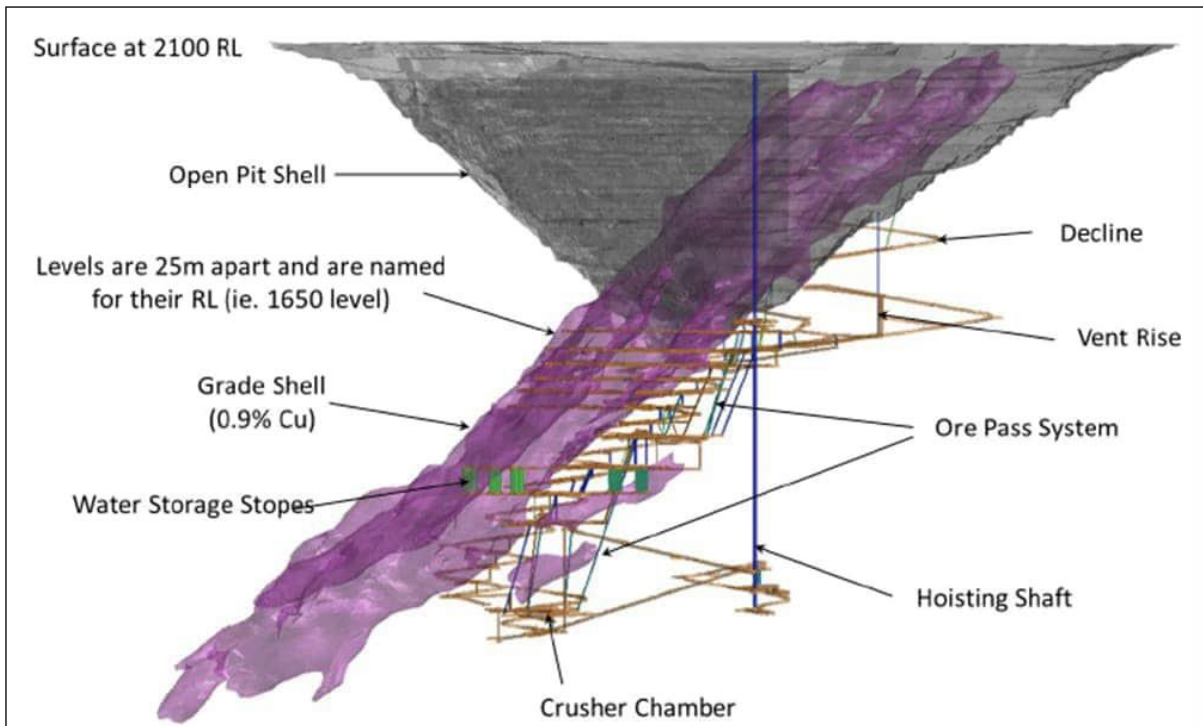 Surface at 2100 RL
Open Pit Shell
Decline
Levels are 25m apart and are named
for their RL (ie. 1650 level)
Vent Rise
Grade Shell
(0.9% Cu)
Ore Pass System
Water Storage Stopes
Hoisting Shaft
Crusher Chamber